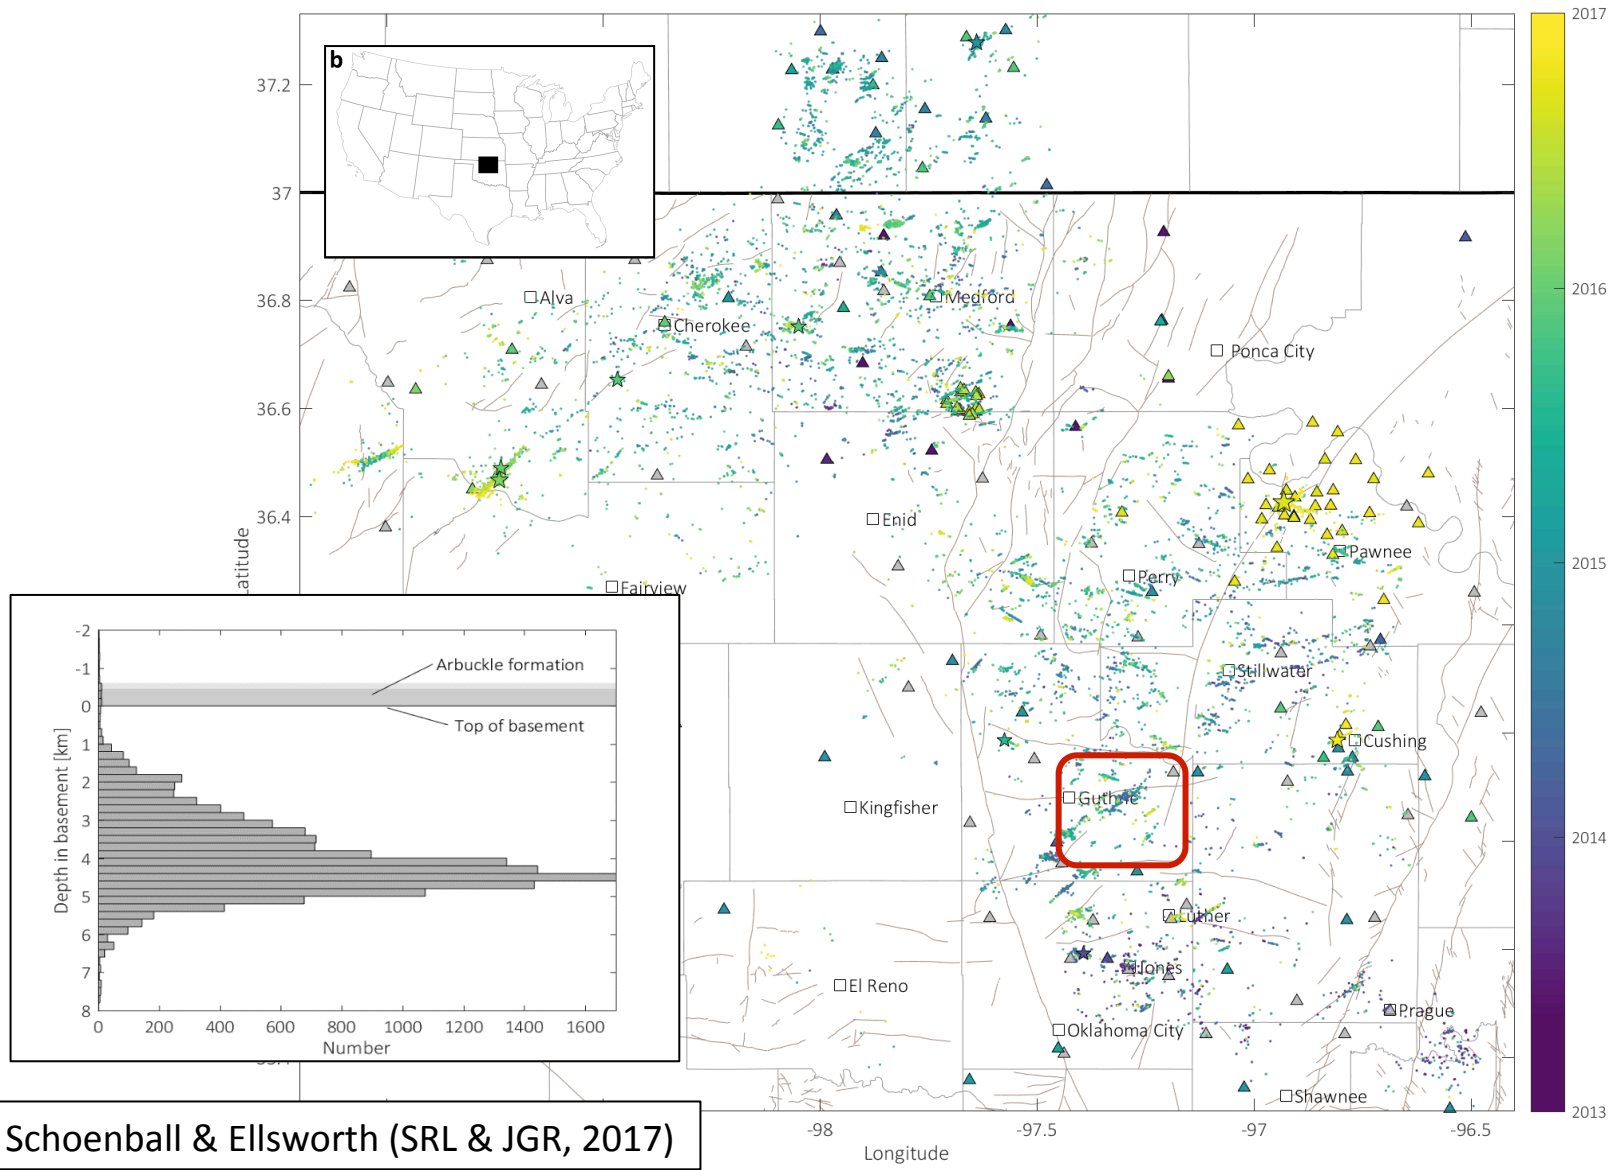 b
37.2
37
36.8
36.6
36.4
Latitude
Alva
Cherokee
Medford
Ponca City
Enid
Fairview
Perry
Pawnee
Stillwater
Cushing
Guthrie
Kingfisher
Luther
Jones
El Reno
Oklahoma City
Prague
Shawnee
-98
-97.5
-97
-96.5
Longitude
2017
2016
2015
2014
2013
-2
-1
0
1
2
3
4
5
6
7
8
Depth in basement [km]
Arbuckle formation
Top of basement
0
200
400
600
800
1000
1200
1400
1600
Number
Schoenball & Ellsworth (SRL & JGR, 2017)